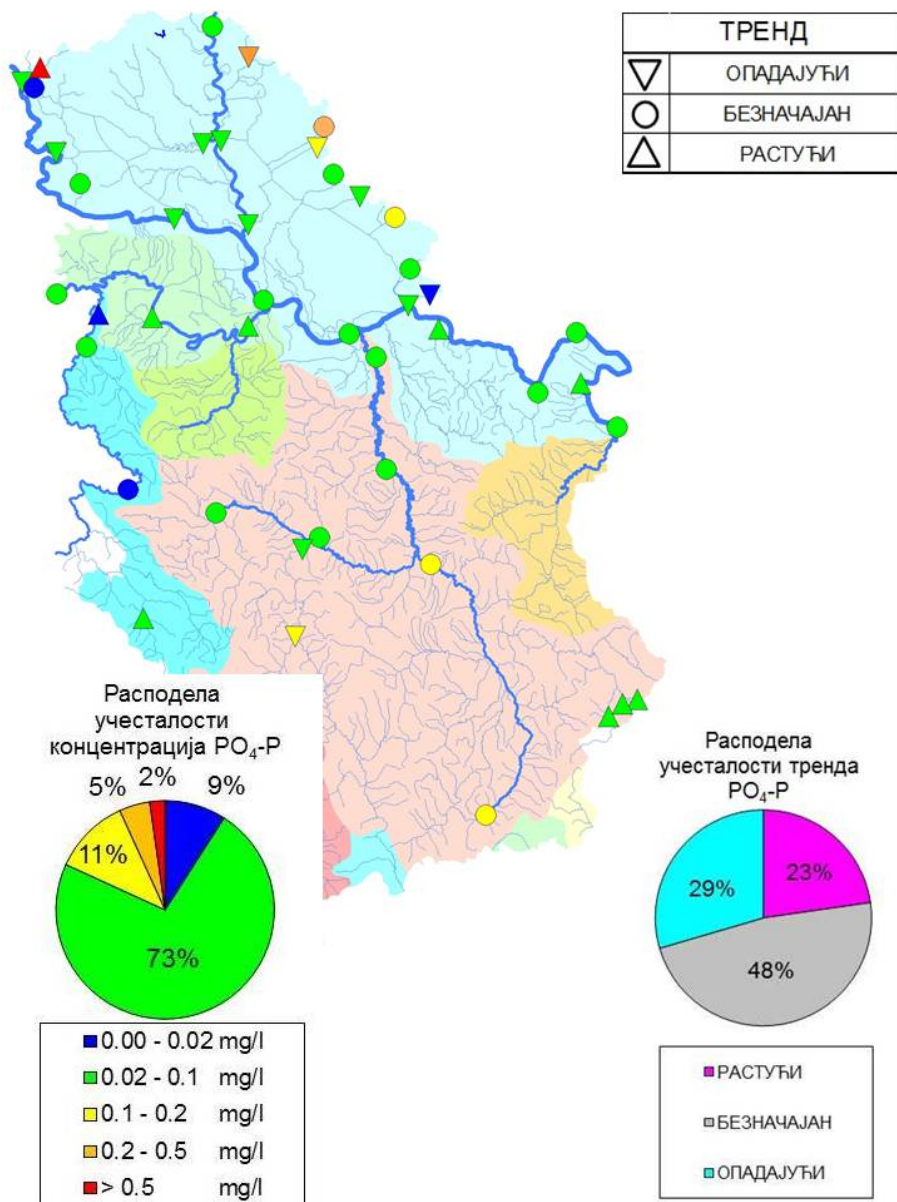 ТРЕНД
ОПАДАЈУЋИ
БЕЗНАЧАЈАН
РАСТУЋИ
Расподела
учесталости
концентрација PO₄-P
5%
2%
9%
11%
73%
0.00 - 0.02 mg/l
0.02 - 0.1 mg/l
0.1 - 0.2 mg/l
0.2 - 0.5 mg/l
> 0.5 mg/l
Расподела
учесталости тренда
PO₄-P
29%
23%
48%
РАСТУЋИ
БЕЗНАЧАЈАН
ОПАДАЈУЋИ